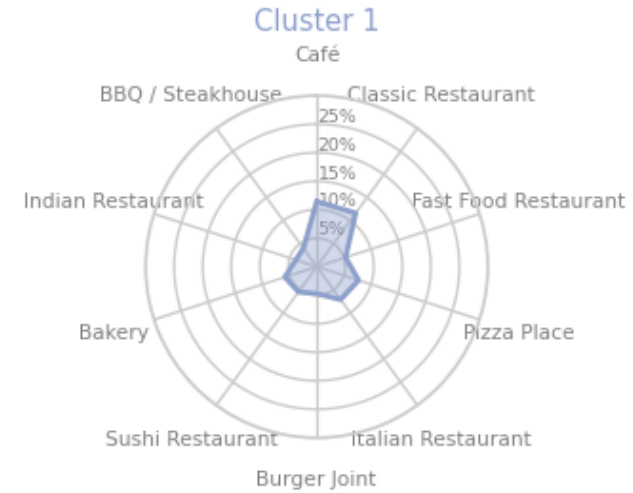 Cluster 1
Café
BBQ / Steakhouse
Classic Restaurant
25%
20%
15%
10%
5%
Indian Restaurant
Fast Food Restaurant
Bakery
Pizza Place
Sushi Restaurant
Italian Restaurant
Burger Joint